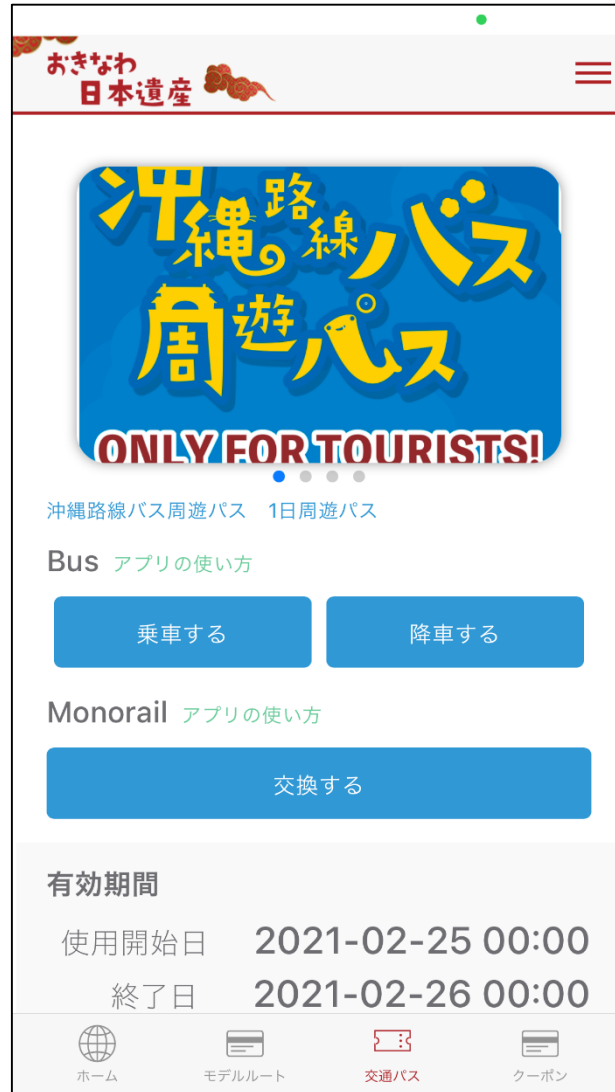 おきなわ
日本遺産
沖縄路線バス
周遊パス
ONLY FOR TOURISTS!
沖縄路線バス周遊パス　1日周遊パス
Bus アプリの使い方
乗車する 降車する
Monorail アプリの使い方
交換する
有効期間
使用開始日 2021-02-25 00:00
終了日 2021-02-26 00:00
ホーム モデルルート 交通パス クーポン